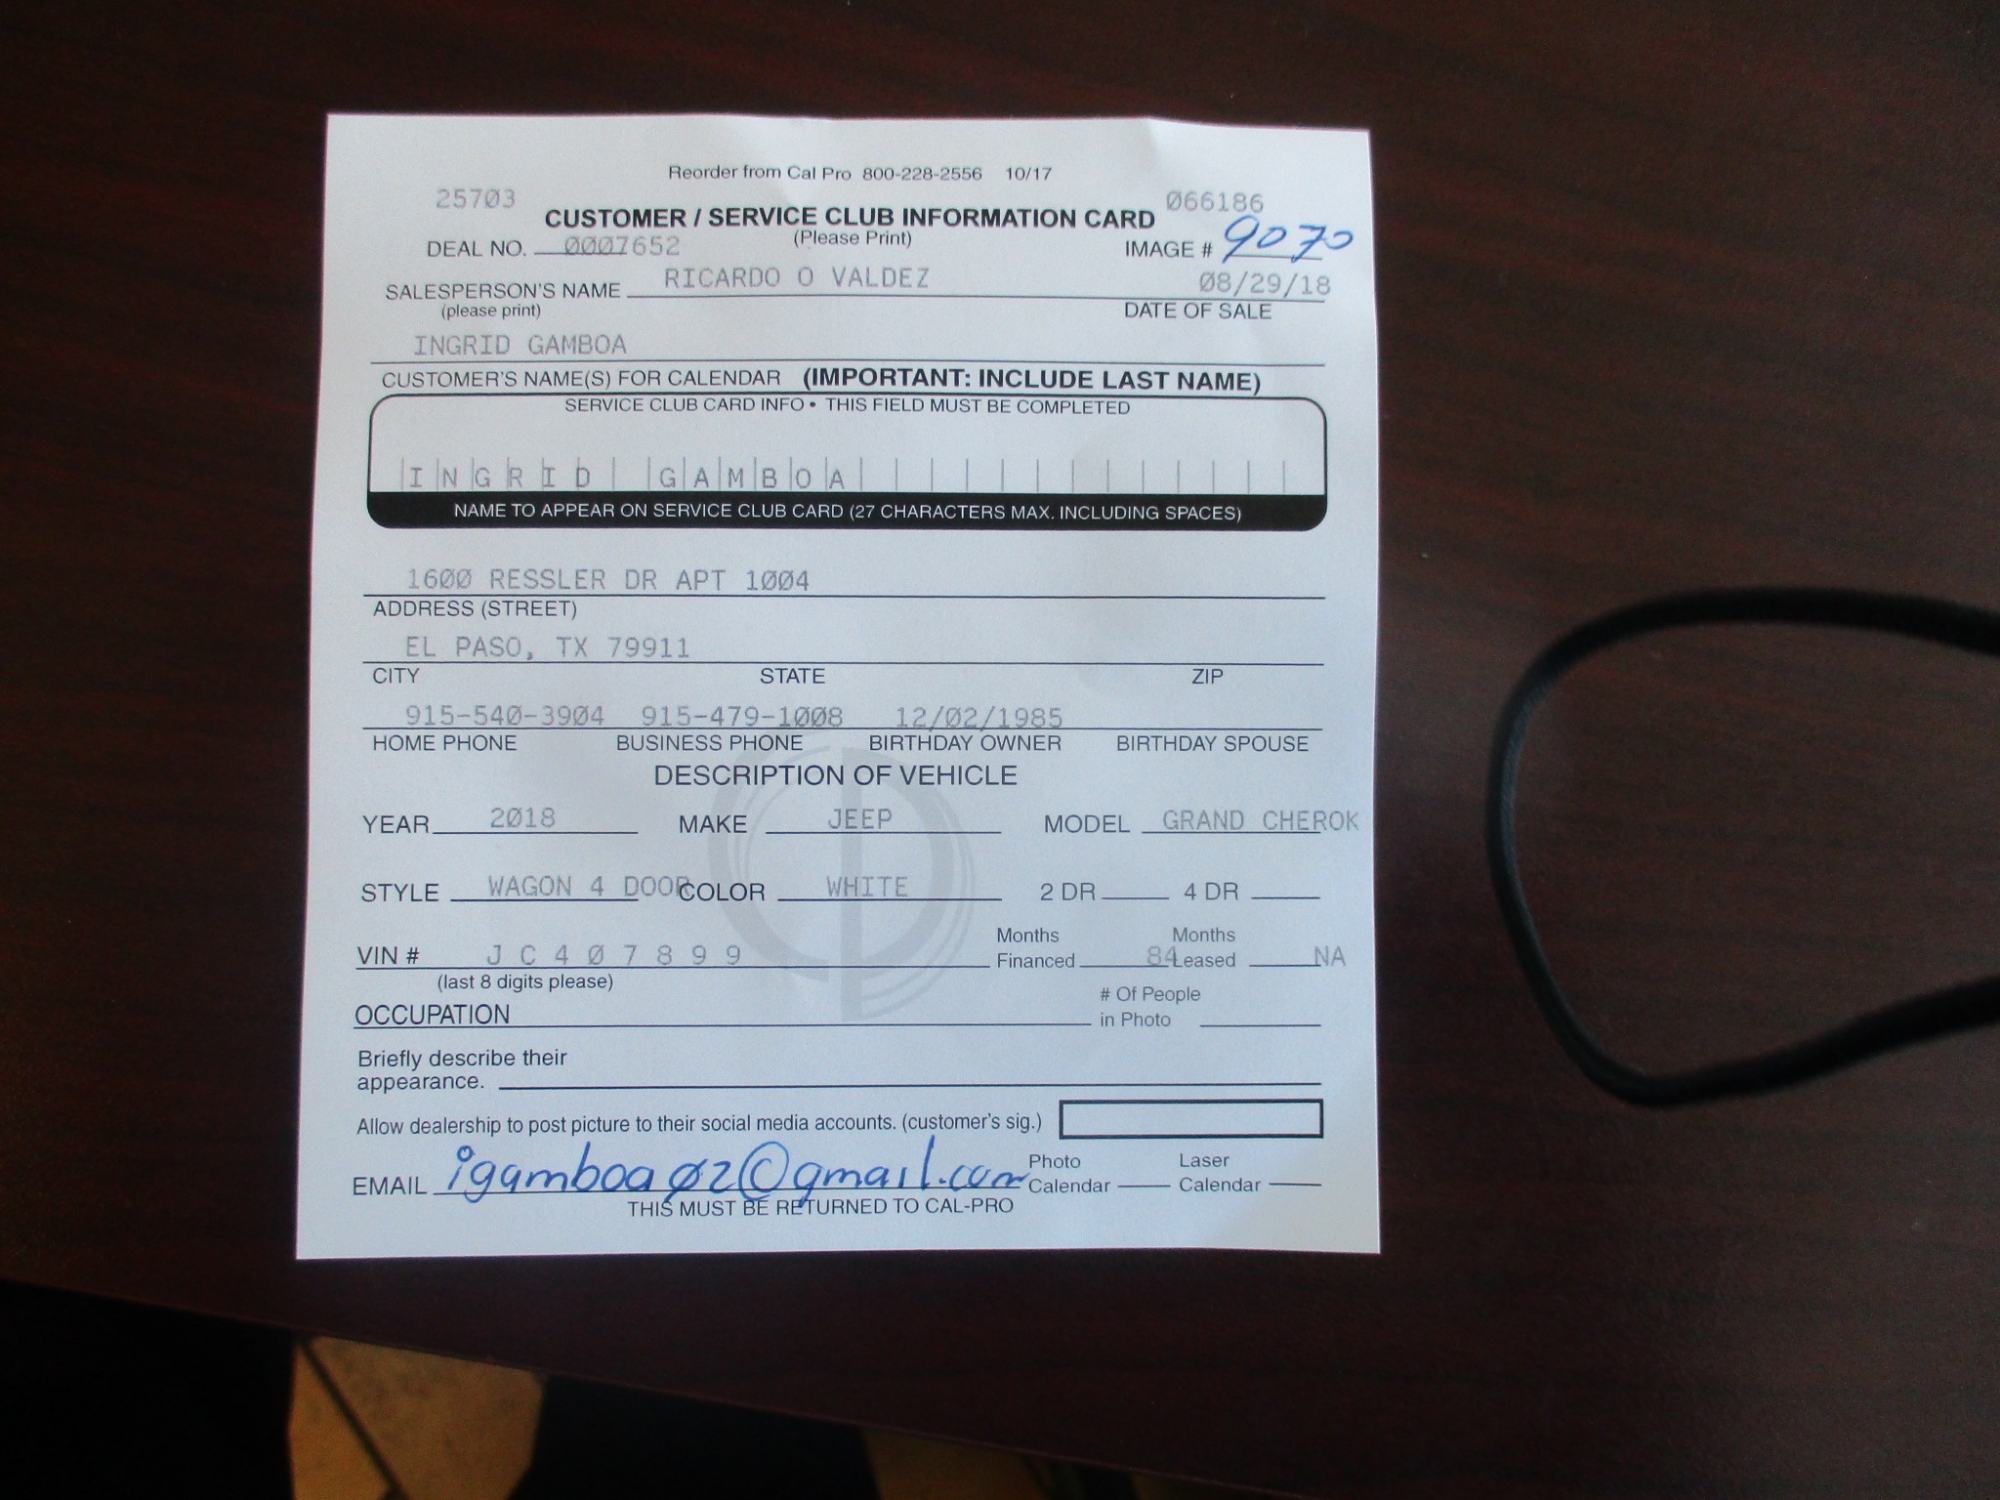 Reorder from Cal Pro 800-228-2556 10/17
25703 066186
CUSTOMER / SERVICE CLUB INFORMATION CARD
(Please Print)
DEAL NO. 0007652 IMAGE # 9070
SALESPERSON'S NAME RICARDO O VALDEZ 08/29/18
(please print) DATE OF SALE
INGRID GAMBOA
CUSTOMER'S NAME(S) FOR CALENDAR (IMPORTANT: INCLUDE LAST NAME)
SERVICE CLUB CARD INFO • THIS FIELD MUST BE COMPLETED
INGRID GAMBOA
NAME TO APPEAR ON SERVICE CLUB CARD (27 CHARACTERS MAX. INCLUDING SPACES)
1600 RESSLER DR APT 1004
ADDRESS (STREET)
EL PASO, TX 79911
CITY STATE ZIP
915-540-3904 915-479-1008 12/02/1985
HOME PHONE BUSINESS PHONE BIRTHDAY OWNER BIRTHDAY SPOUSE
DESCRIPTION OF VEHICLE
YEAR 2018 MAKE JEEP MODEL GRAND CHEROK
STYLE WAGON 4 DOOR COLOR WHITE 2 DR 4 DR
VIN # J C 4 0 7 8 9 9 Months Financed 84 Months Leased NA
(last 8 digits please)
OCCUPATION # Of People in Photo
Briefly describe their
appearance.
Allow dealership to post picture to their social media accounts. (customer's sig.)
EMAIL igamboa02@gmail.com Photo Calendar Laser Calendar
THIS MUST BE RETURNED TO CAL-PRO